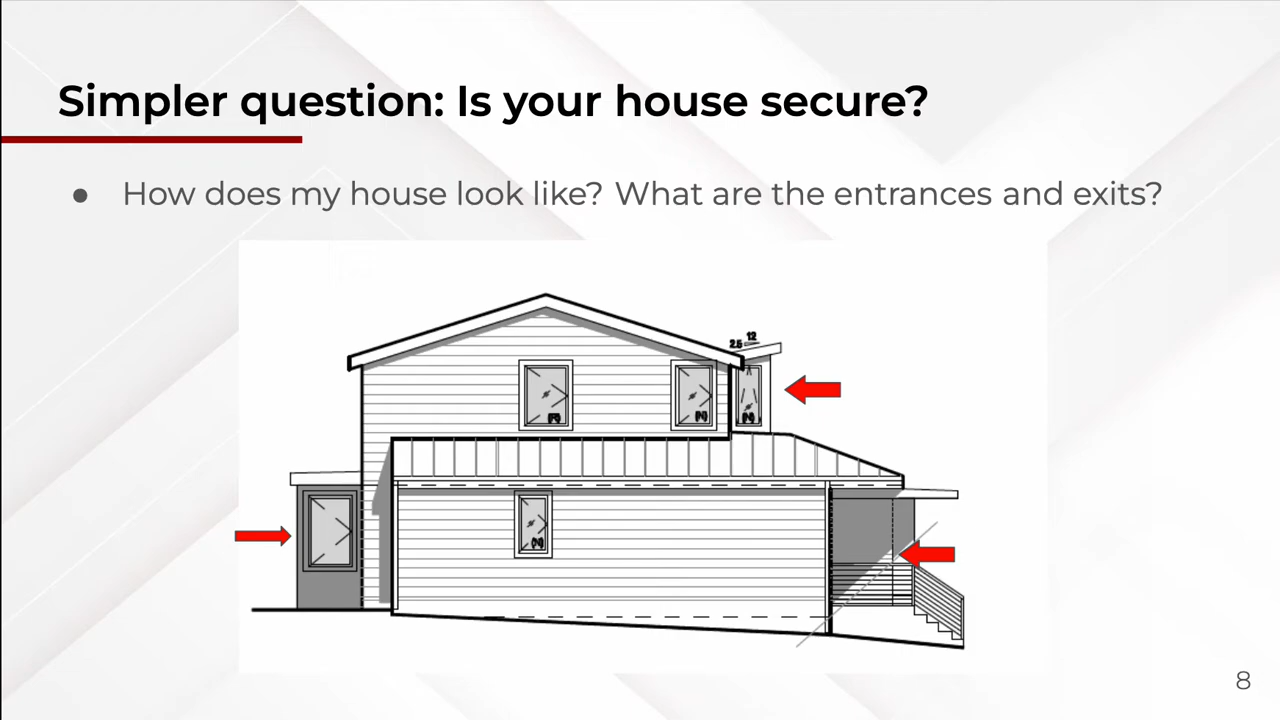 Simpler question: Is your house secure?
● How does my house look like? What are the entrances and exits?
12
2.5
(N)
(N)
(N)
8